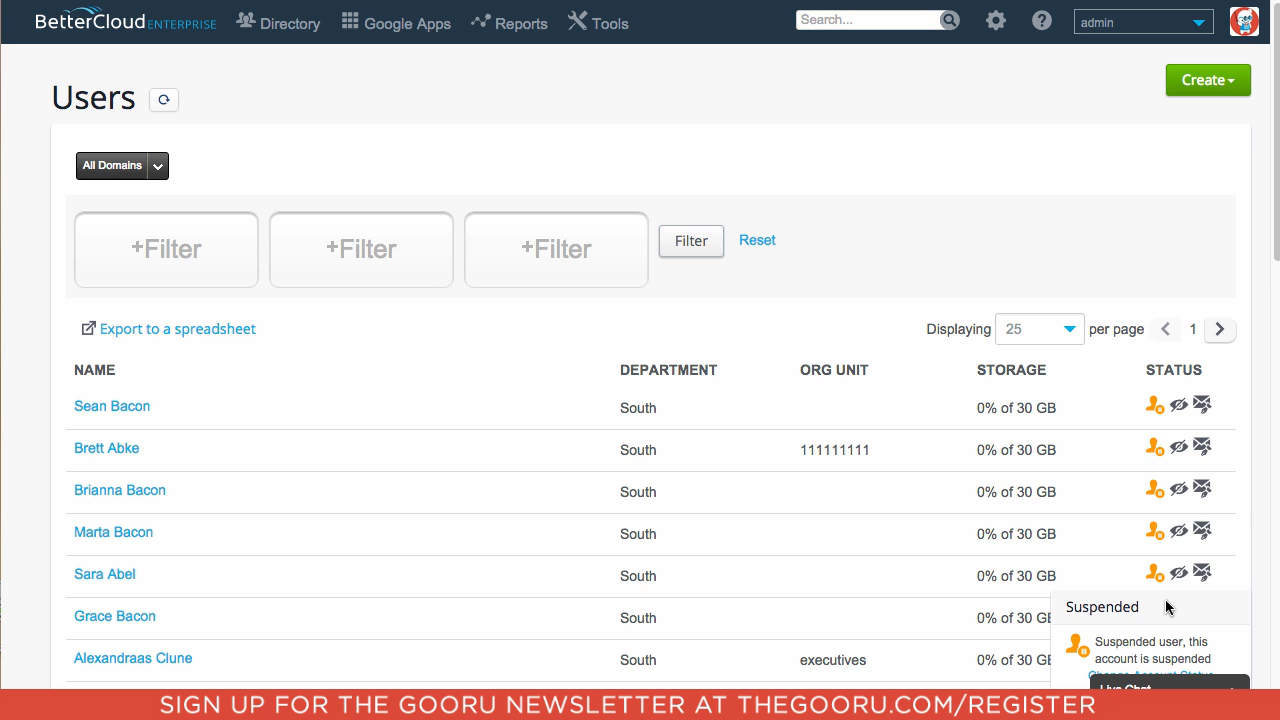 BetterCloud ENTERPRISE Directory Google Apps Reports Tools Search... admin
Users Create
All Domains
+Filter +Filter +Filter Filter Reset
Export to a spreadsheet Displaying 25 per page 1
NAME DEPARTMENT ORG UNIT STORAGE STATUS
Sean Bacon South 0% of 30 GB
Brett Abke South 111111111 0% of 30 GB
Brianna Bacon South 0% of 30 GB
Marta Bacon South 0% of 30 GB
Sara Abel South 0% of 30 GB
Suspended
Grace Bacon South 0% of 30 GB
Suspended user, this
Alexandraas Clune South executives 0% of 30 GB account is suspended
Change Account Status
Live Chat
SIGN UP FOR THE GOORU NEWSLETTER AT THEGOORU.COM/REGISTER